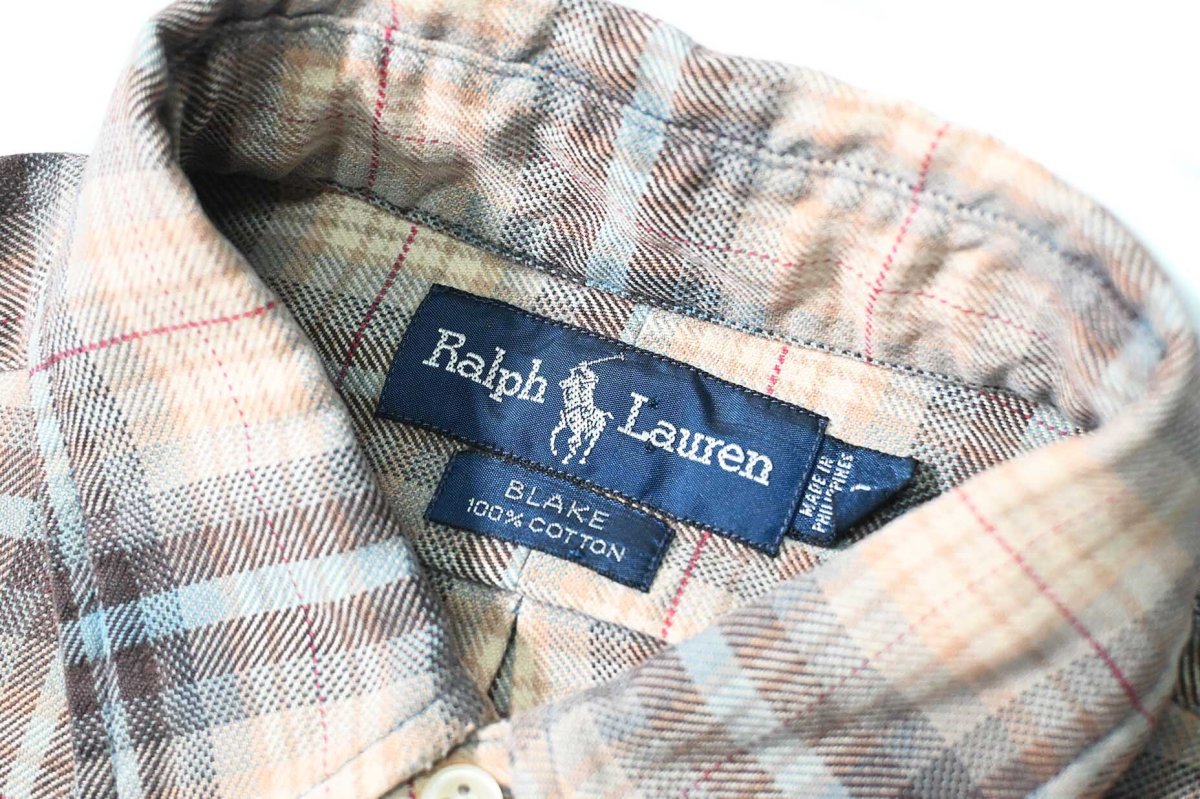 Ralph Lauren
BLAKE
100% COTTON
MADE IN
PHILIPPINES